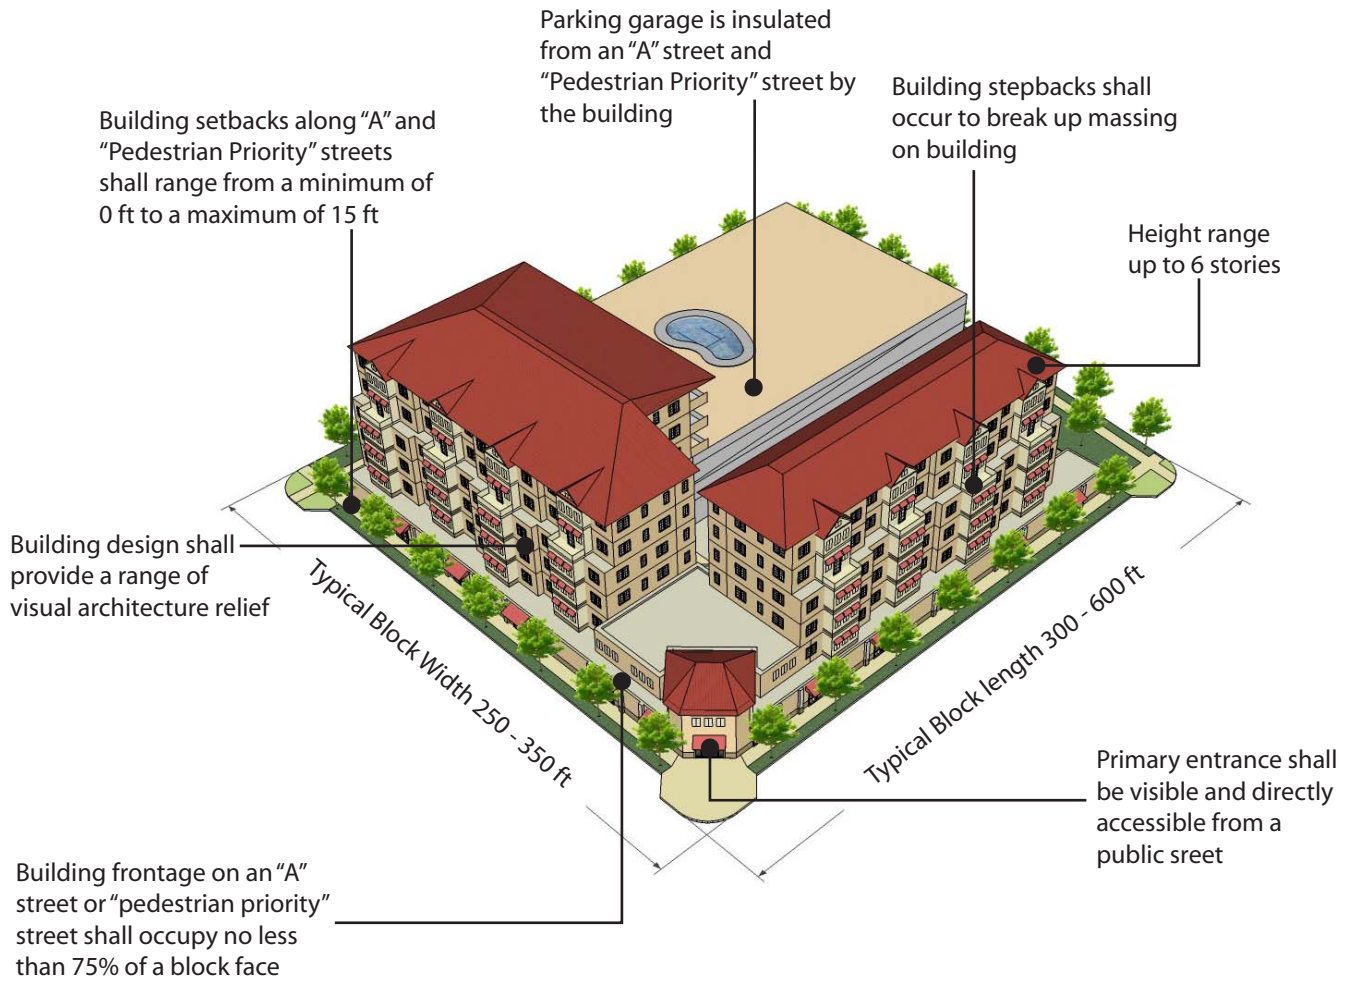 Parking garage is insulated
from an “A” street and
“Pedestrian Priority” street by
the building
Building stepbacks shall
occur to break up massing
on building
Building setbacks along “A” and
“Pedestrian Priority” streets
shall range from a minimum of
0 ft to a maximum of 15 ft
Height range
up to 6 stories
Building design shall
provide a range of
visual architecture relief
Typical Block Width 250 - 350 ft
Typical Block length 300 - 600 ft
Primary entrance shall
be visible and directly
accessible from a
public sreet
Building frontage on an “A”
street or “pedestrian priority”
street shall occupy no less
than 75% of a block face